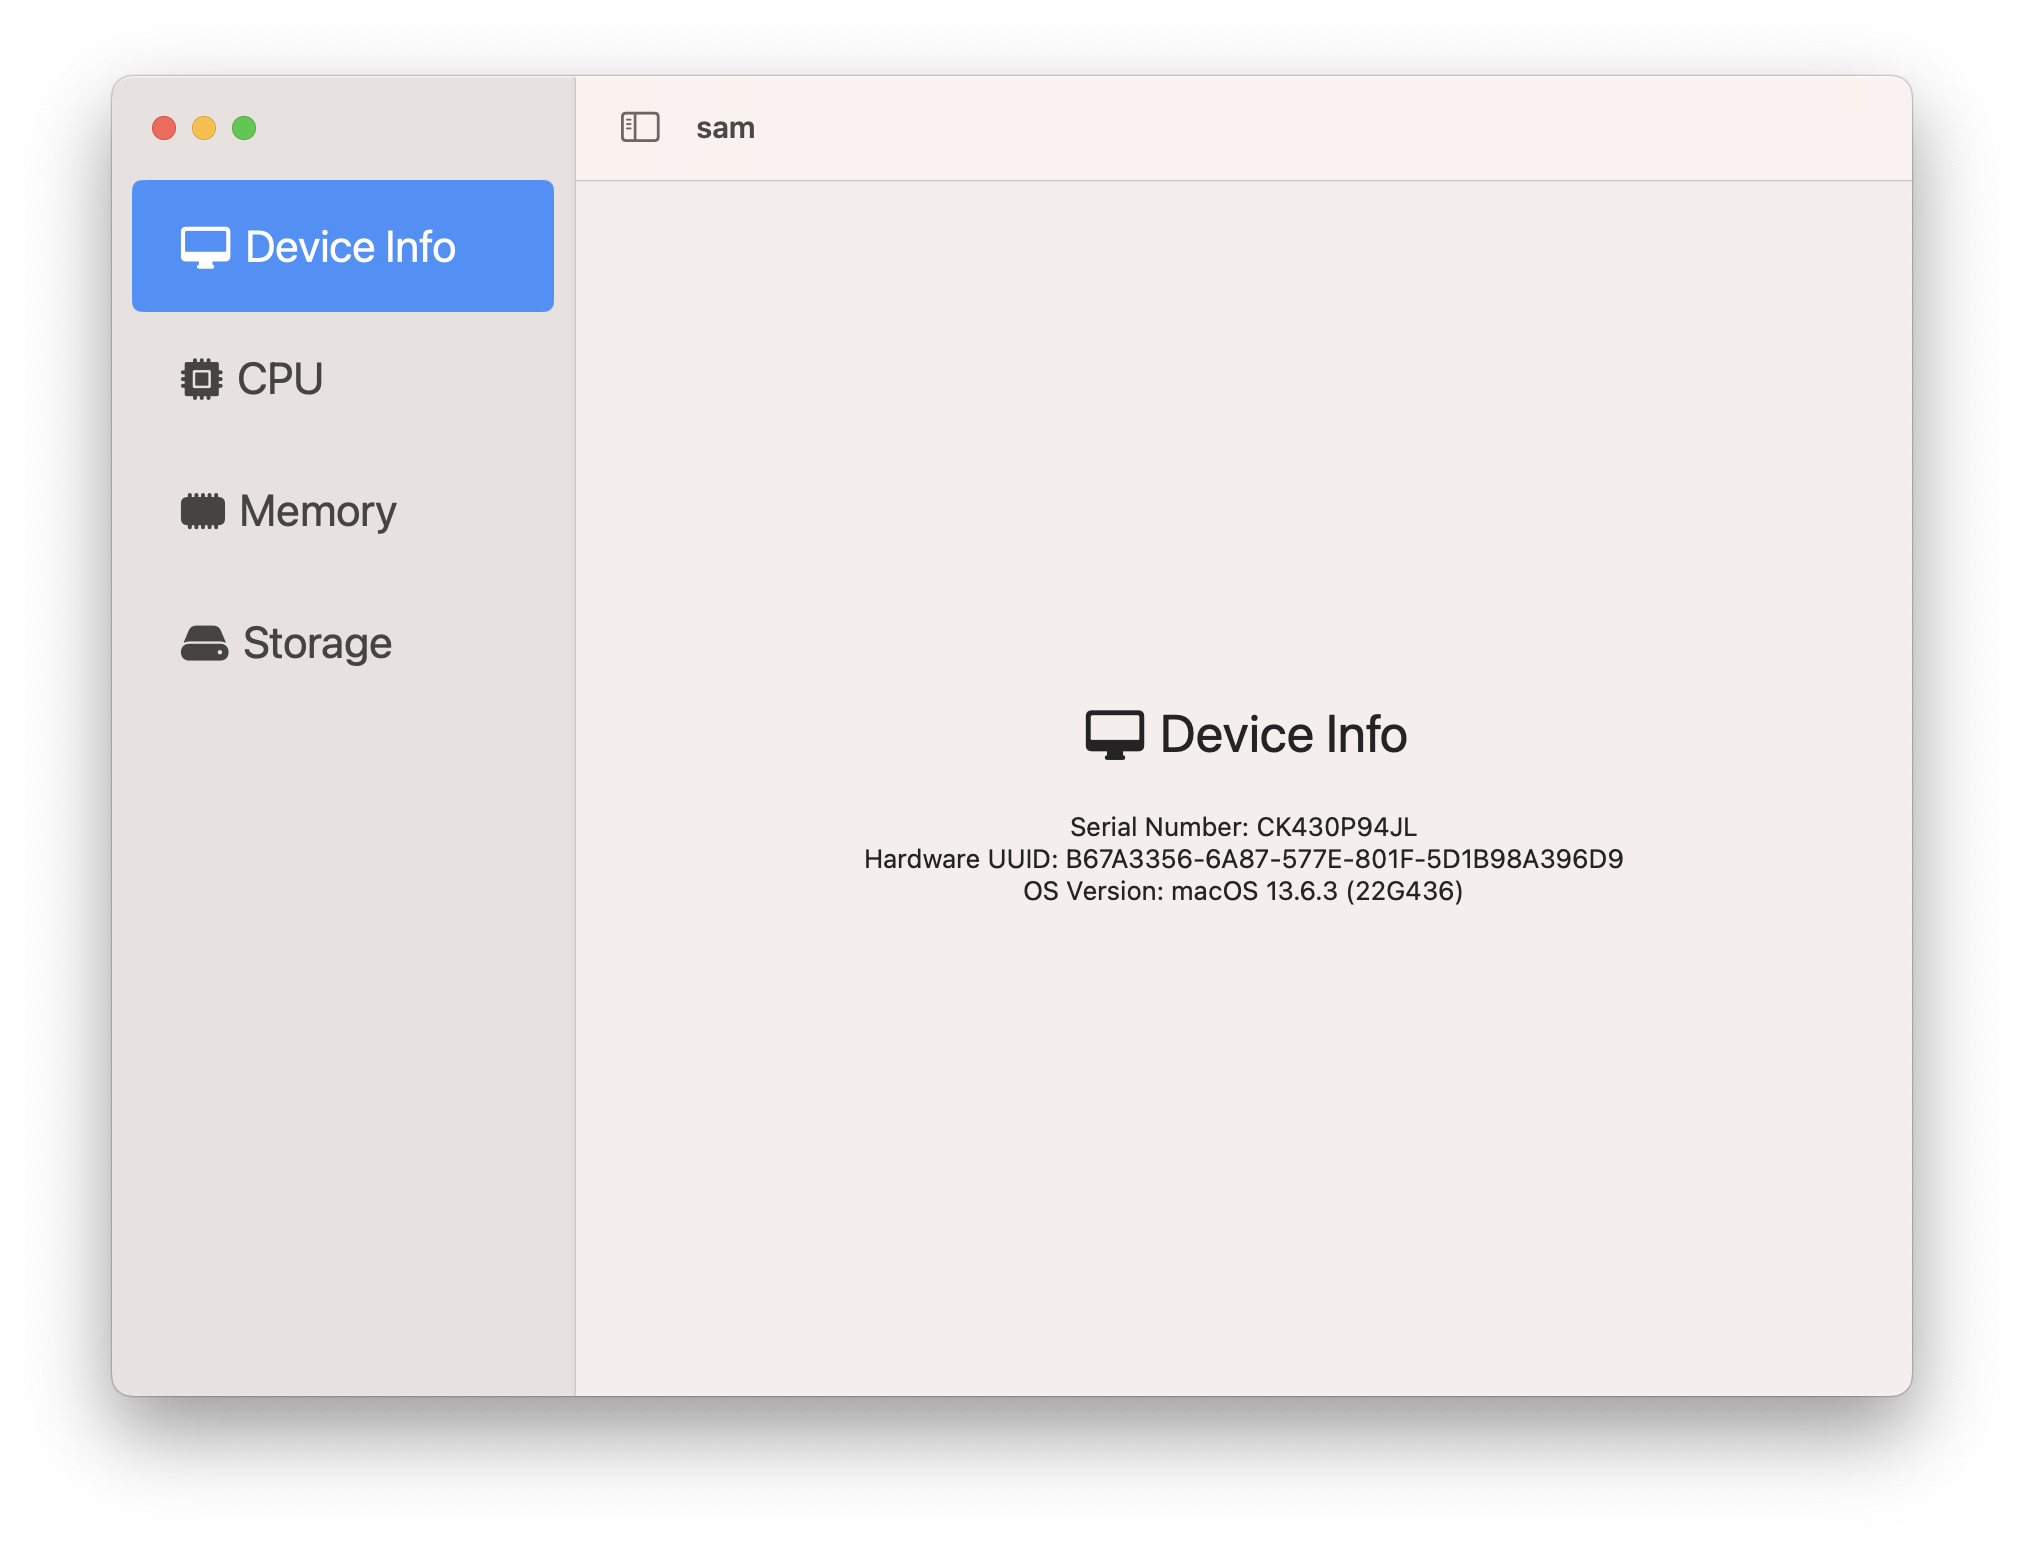 sam
Device Info
CPU
Memory
Storage
Device Info
Serial Number: CK430P94JL
Hardware UUID: B67A3356-6A87-577E-801F-5D1B98A396D9
OS Version: macOS 13.6.3 (22G436)